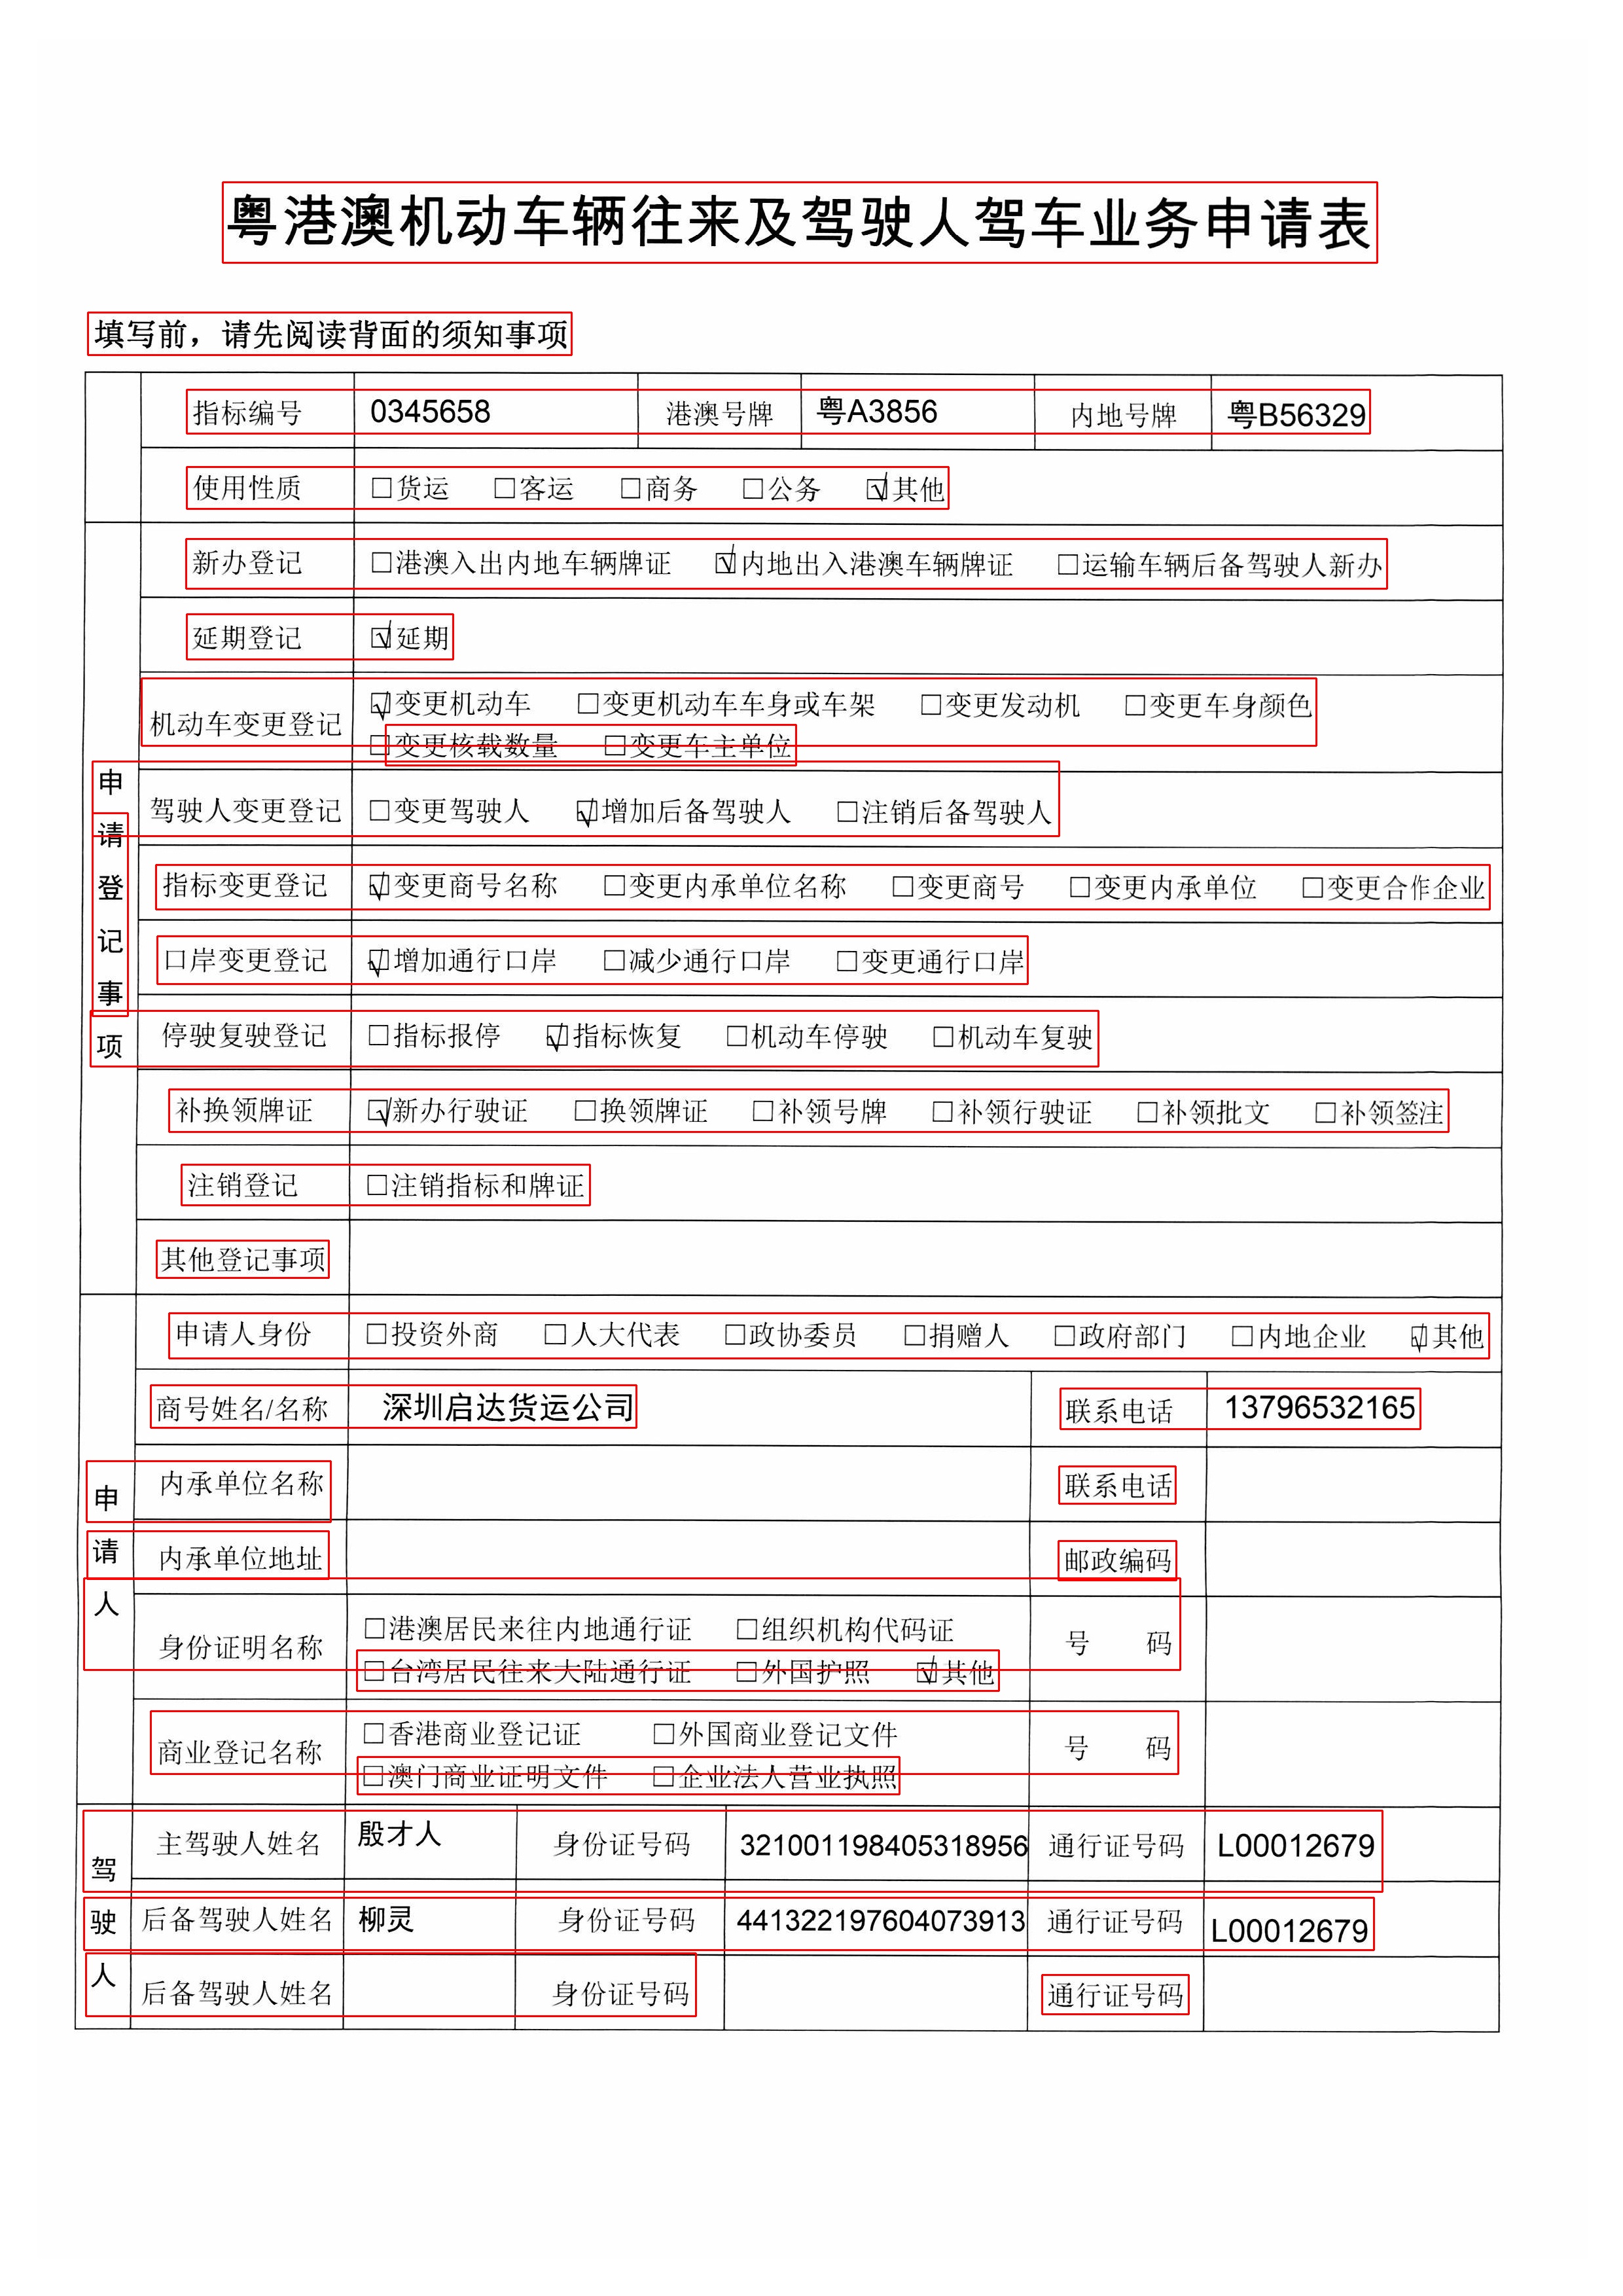 粤港澳机动车辆往来及驾驶人驾车业务申请表
填写前，请先阅读背面的须知事项
指标编号 0345658 港澳号牌 粤A3856 内地号牌 粤B56329
使用性质 □货运 □客运 □商务 □公务 ☑其他
申请登记事项
新办登记 □港澳入出内地车辆牌证 ☑内地出入港澳车辆牌证 □运输车辆后备驾驶人新办
延期登记 ☑延期
机动车变更登记 ☑变更机动车 □变更机动车车身或车架 □变更发动机 □变更车身颜色
□变更核载数量 □变更车主单位
驾驶人变更登记 □变更驾驶人 ☑增加后备驾驶人 □注销后备驾驶人
指标变更登记 ☑变更商号名称 □变更内承单位名称 □变更商号 □变更内承单位 □变更合作企业
口岸变更登记 ☑增加通行口岸 □减少通行口岸 □变更通行口岸
停驶复驶登记 □指标报停 ☑指标恢复 □机动车停驶 □机动车复驶
补换领牌证 ☑新办行驶证 □换领牌证 □补领号牌 □补领行驶证 □补领批文 □补领签注
注销登记 □注销指标和牌证
其他登记事项
申请人
申请人身份 □投资外商 □人大代表 □政协委员 □捐赠人 □政府部门 □内地企业 ☑其他
商号姓名/名称 深圳启达货运公司 联系电话 13796532165
内承单位名称 联系电话
内承单位地址 邮政编码
身份证明名称 □港澳居民来往内地通行证 □组织机构代码证 号 码
□台湾居民往来大陆通行证 □外国护照 ☑其他
商业登记名称 □香港商业登记证 □外国商业登记文件 号 码
□澳门商业证明文件 □企业法人营业执照
驾驶人
主驾驶人姓名 殷才人 身份证号码 321001198405318956 通行证号码 L00012679
后备驾驶人姓名 柳灵 身份证号码 441322197604073913 通行证号码 L00012679
后备驾驶人姓名 身份证号码 通行证号码